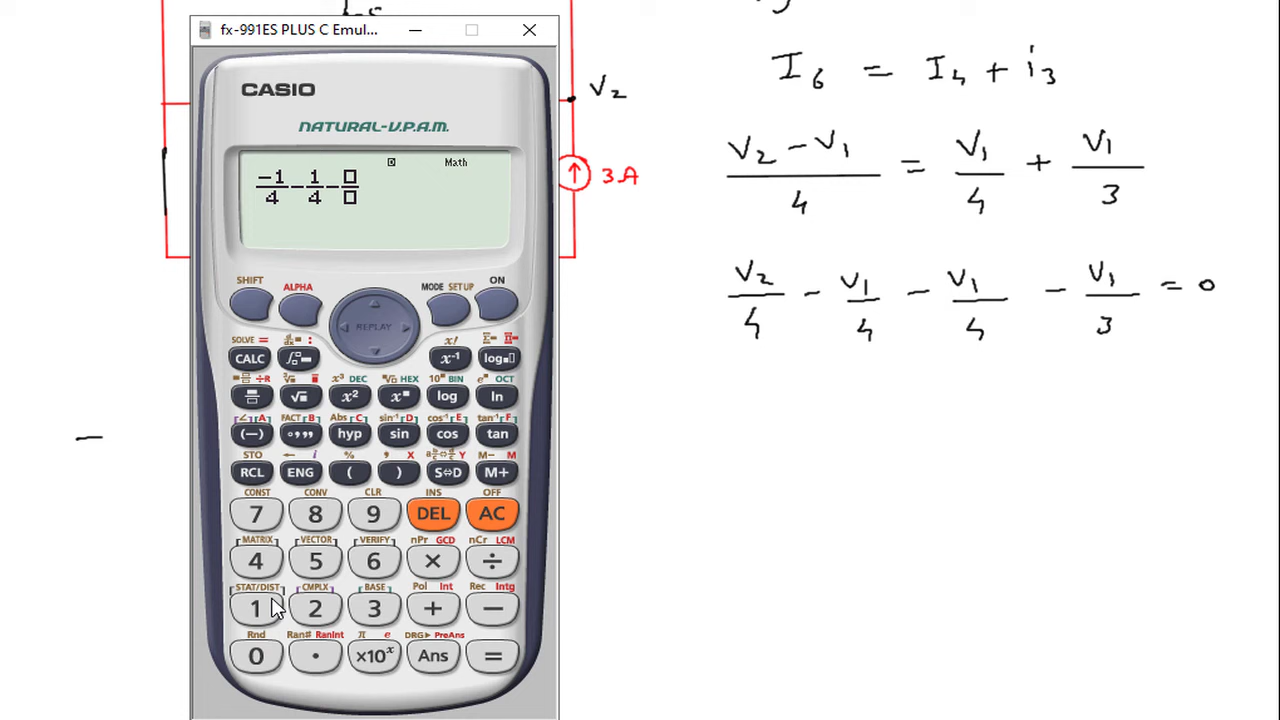 fx-991ES PLUS C Emul...
CASIO
NATURAL-V.P.A.M.
D Math
-1/4 - 1/4 - □/□
SHIFT ALPHA MODE SETUP ON
REPLAY
SOLVE = d/dx : x! Σ Π
CALC ∫ x⁻¹ log□
÷R ³√ x³ DEC ˣ√ HEX 10ˣ BIN eˣ OCT
√ x² xⁿ log ln
∠ A FACT B Abs C sin⁻¹ D cos⁻¹ E tan⁻¹ F
(−) °,,, hyp sin cos tan
STO ← i % , X a b/c⇔d/c Y M− M
RCL ENG ( ) S⇔D M+
CONST CONV CLR INS OFF
7 8 9 DEL AC
MATRIX VECTOR VERIFY nPr GCD nCr LCM
4 5 6 × ÷
STAT/DIST CMPLX BASE Pol Int Rec Intg
1 2 3 + −
Rnd Ran# RanInt π e DRG▶ PreAns
0 . ×10ˣ Ans =
V₂
3A
−
I₆ = I₄ + i₃
V₂ - V₁ / 4 = V₁ / 4 + V₁ / 3
V₂ / 4 - V₁ / 4 - V₁ / 4 - V₁ / 3 = 0